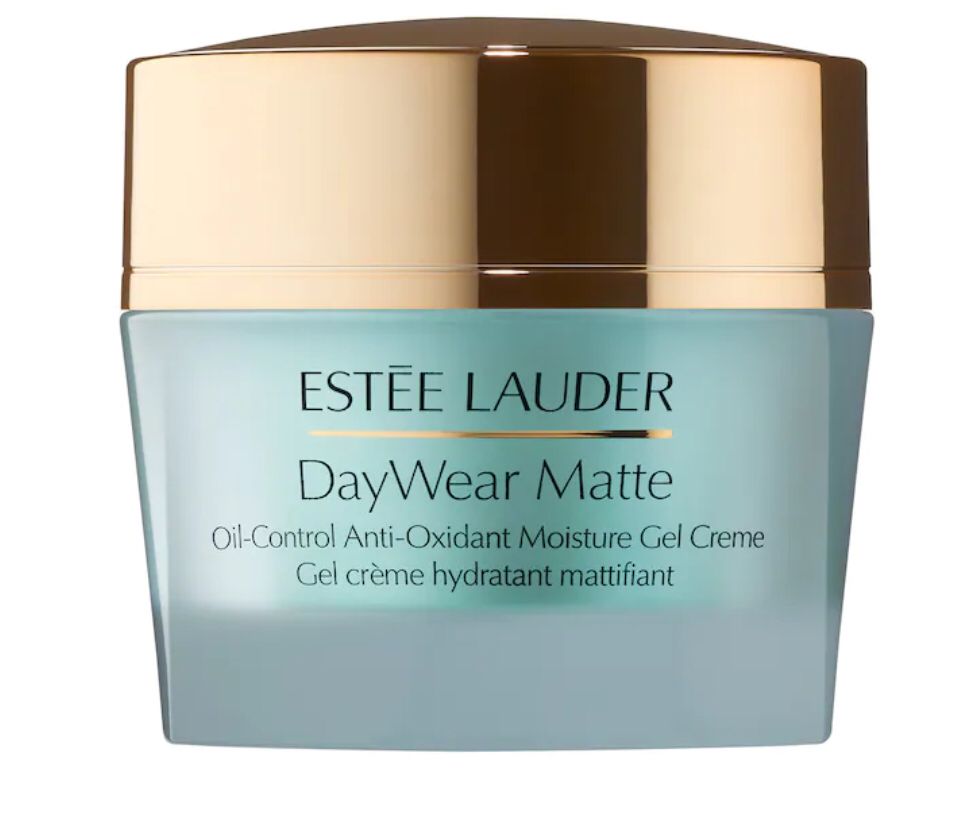 ESTĒE LAUDER
DayWear Matte
Oil-Control Anti-Oxidant Moisture Gel Creme
Gel crème hydratant mattifiant